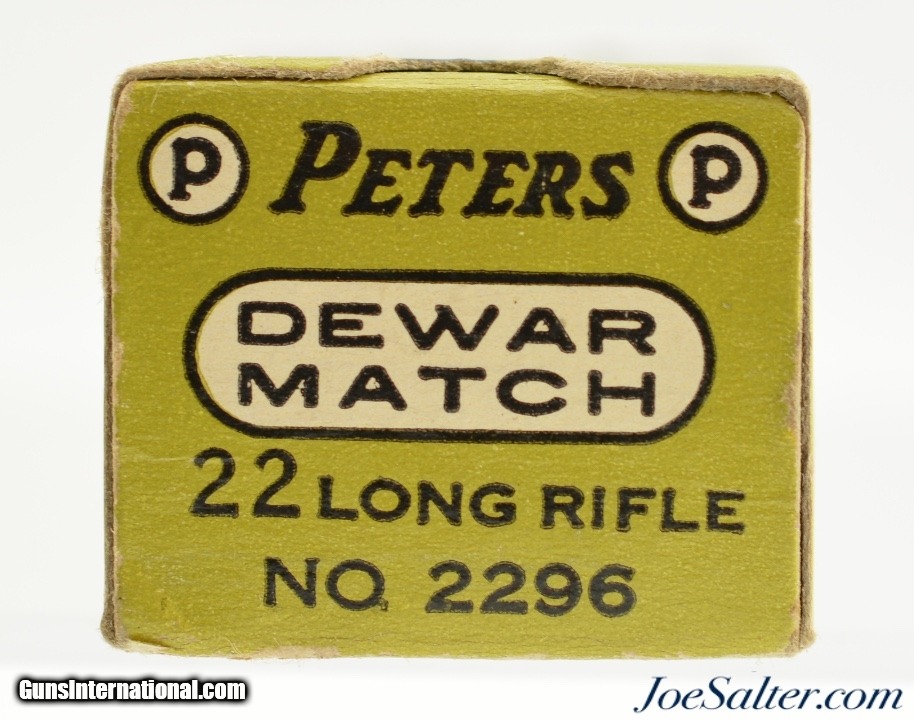 P PETERS P
DEWAR
MATCH
22 LONG RIFLE
NO. 2296
GunsInternational.com
JoeSalter.com